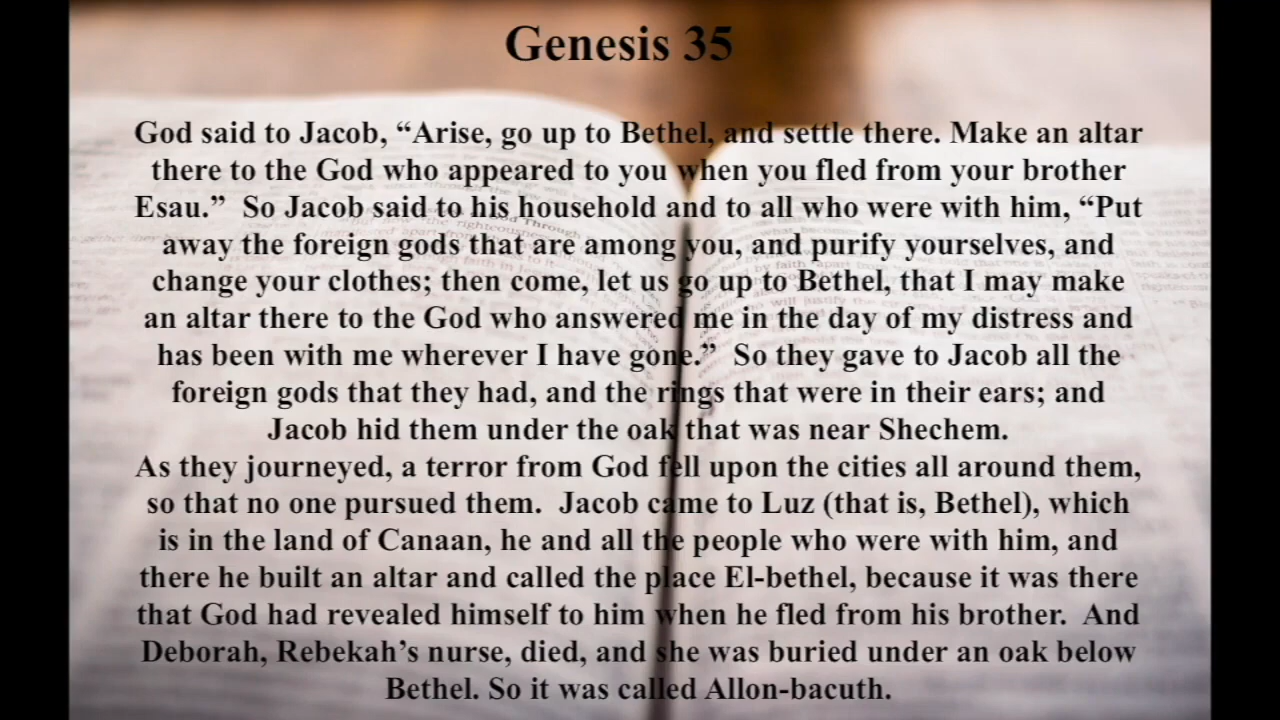 Genesis 35
God said to Jacob, “Arise, go up to Bethel, and settle there. Make an altar
there to the God who appeared to you when you fled from your brother
Esau.”  So Jacob said to his household and to all who were with him, “Put
away the foreign gods that are among you, and purify yourselves, and
change your clothes; then come, let us go up to Bethel, that I may make
an altar there to the God who answered me in the day of my distress and
has been with me wherever I have gone.”  So they gave to Jacob all the
foreign gods that they had, and the rings that were in their ears; and
Jacob hid them under the oak that was near Shechem.
As they journeyed, a terror from God fell upon the cities all around them,
so that no one pursued them.  Jacob came to Luz (that is, Bethel), which
is in the land of Canaan, he and all the people who were with him, and
there he built an altar and called the place El-bethel, because it was there
that God had revealed himself to him when he fled from his brother.  And
Deborah, Rebekah’s nurse, died, and she was buried under an oak below
Bethel. So it was called Allon-bacuth.